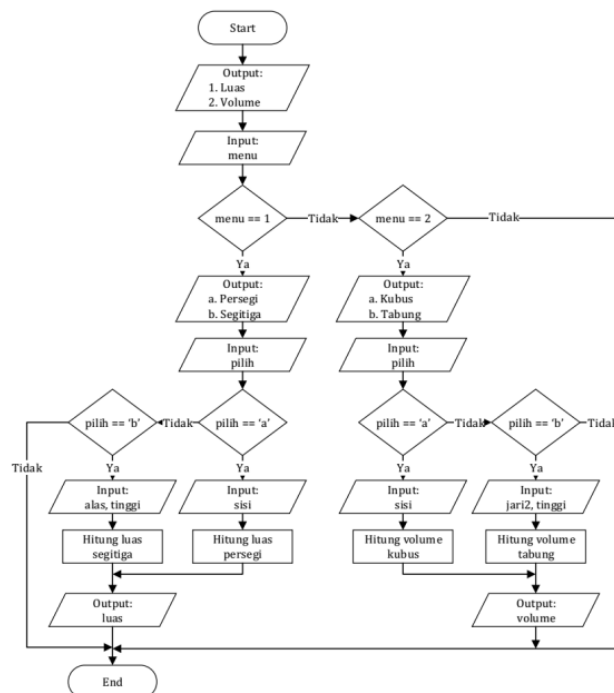 Start
Output:
1. Luas
2. Volume
Input:
menu
menu == 1
Tidak
menu == 2
Tidak
Ya
Ya
Output:
a. Persegi
b. Segitiga
Output:
a. Kubus
b. Tabung
Input:
pilih
Input:
pilih
pilih == ‘b’
Tidak
pilih == ‘a’
pilih == ‘a’
Tidak
pilih == ‘b’
Tidak
Tidak
Ya
Ya
Ya
Ya
Input:
alas, tinggi
Input:
sisi
Input:
sisi
Input:
jari2, tinggi
Hitung luas
segitiga
Hitung luas
persegi
Hitung volume
kubus
Hitung volume
tabung
Output:
luas
Output:
volume
End